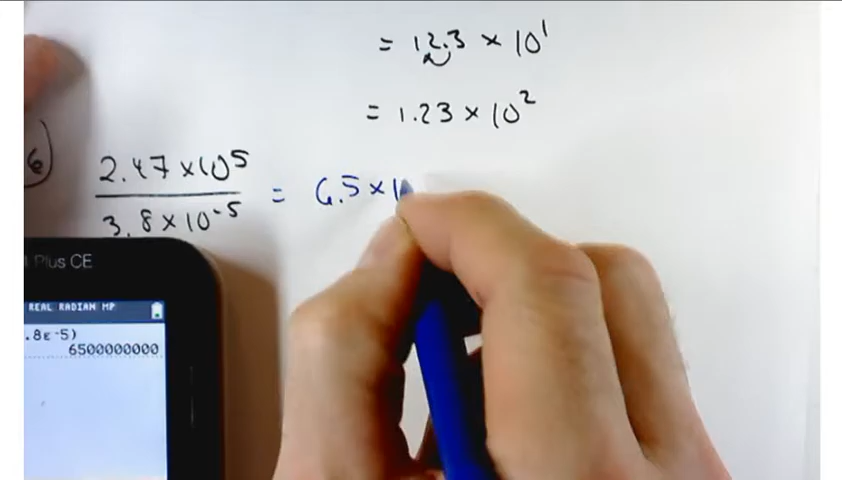 = 12.3 × 10¹
= 1.23 × 10²
6) 2.47×10⁵
3.8×10⁻⁵
= 6.5×1
Plus CE
REAL RADIAN MP
.8ᴇ-5)
6500000000